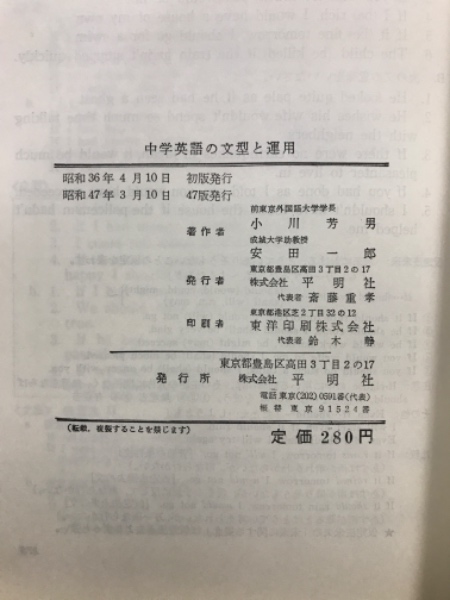 中学英語の文型と運用
昭和36年4月10日 初版発行
昭和47年3月10日 47版発行
前東京外国語大学学長
著作者 小川芳男
成城大学助教授
安田一郎
東京都豊島区高田3丁目2の17
発行者 株式会社 平明社
代表者 斎藤重孝
東京都港区芝2丁目32の12
印刷者 東洋印刷株式会社
代表者 鈴木静
東京都豊島区高田3丁目2の17
発行所 株式会社 平明社
電話 東京(202)0591番(代表)
振替 東京91524番
(転載,複製することを禁じます)
定価280円